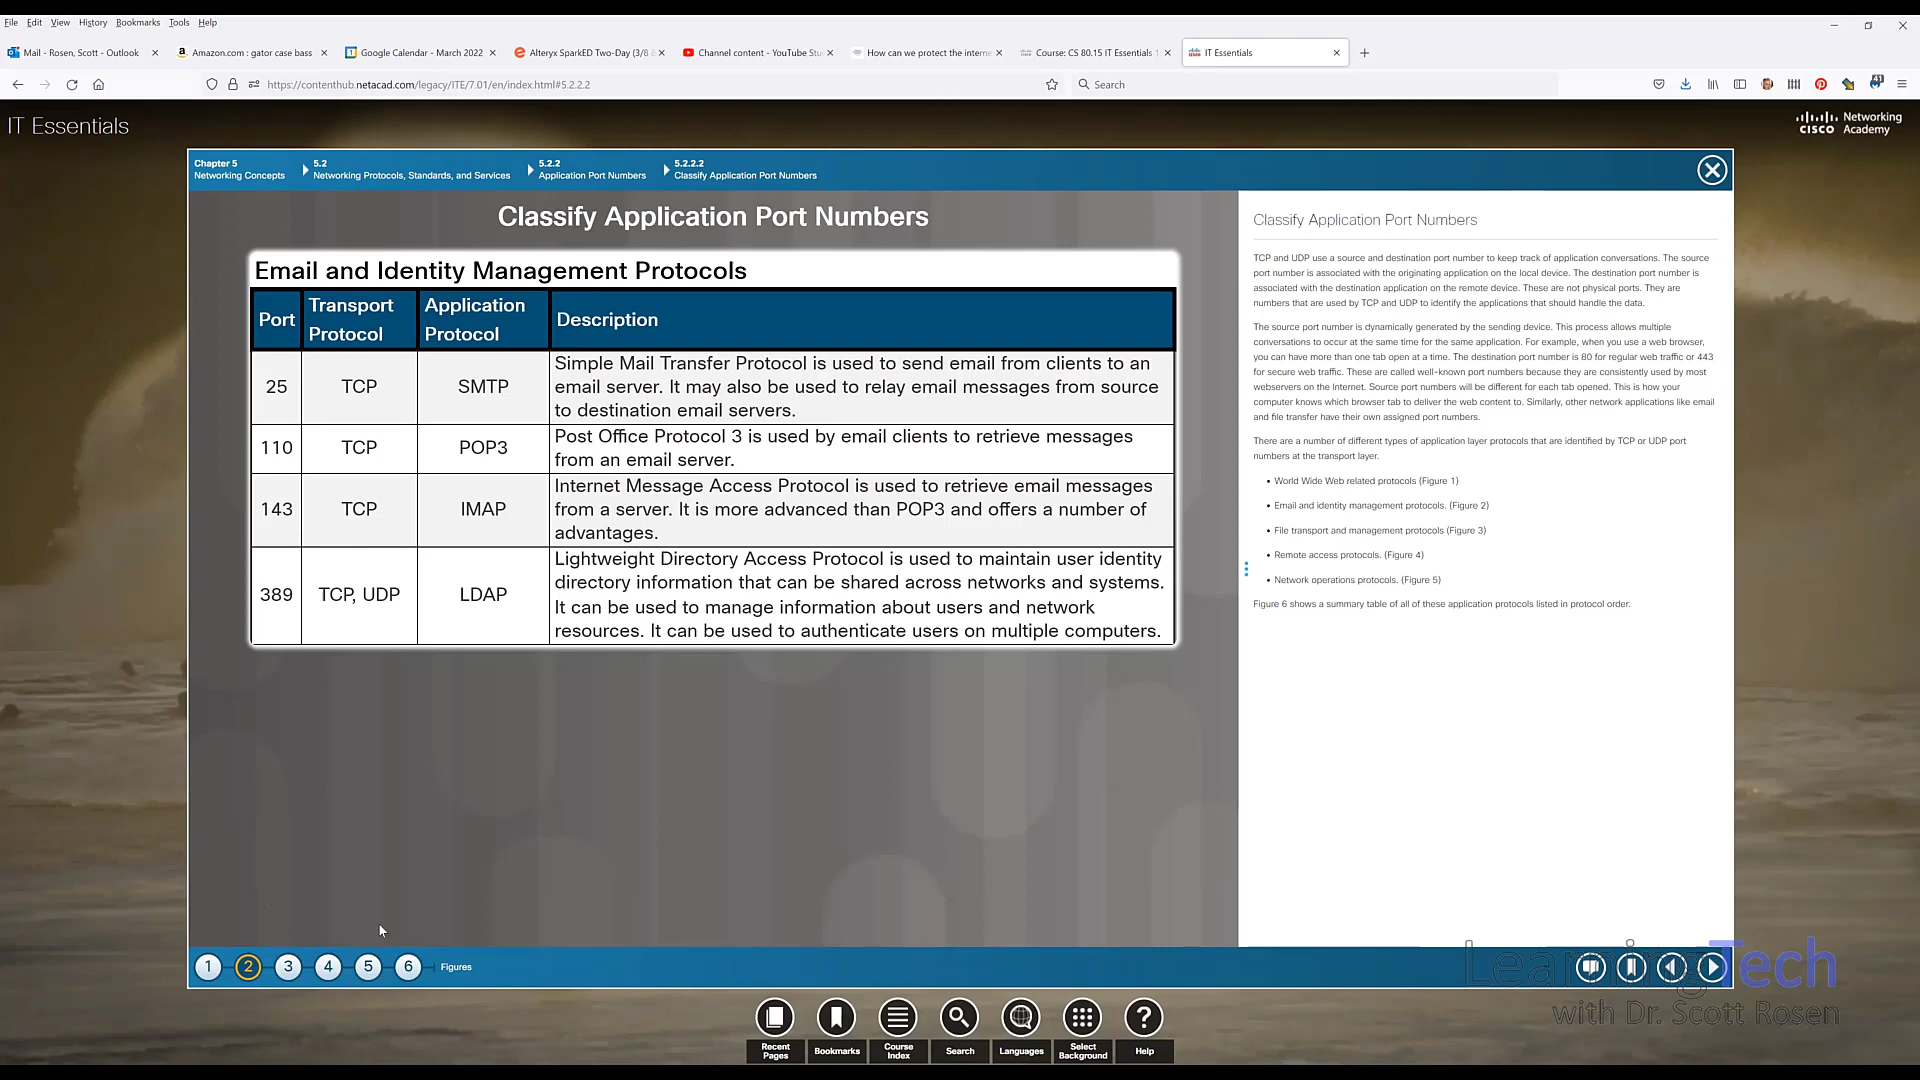 File Edit View History Bookmarks Tools Help
Mail - Rosen, Scott - Outlook
Amazon.com : gator case bass
Google Calendar - March 2022
Alteryx SparkED Two-Day (3/8 &
Channel content - YouTube Stu
How can we protect the interne
Course: CS 80.15 IT Essentials
IT Essentials
https://contenthub.netacad.com/legacy/ITE/7.01/en/index.html#5.2.2.2
Search
41
IT Essentials
CISCO Networking Academy
Chapter 5
Networking Concepts
5.2
Networking Protocols, Standards, and Services
5.2.2
Application Port Numbers
5.2.2.2
Classify Application Port Numbers
Classify Application Port Numbers
Email and Identity Management Protocols
Port
Transport
Protocol
Application
Protocol
Description
25
TCP
SMTP
Simple Mail Transfer Protocol is used to send email from clients to an
email server. It may also be used to relay email messages from source
to destination email servers.
110
TCP
POP3
Post Office Protocol 3 is used by email clients to retrieve messages
from an email server.
143
TCP
IMAP
Internet Message Access Protocol is used to retrieve email messages
from a server. It is more advanced than POP3 and offers a number of
advantages.
389
TCP, UDP
LDAP
Lightweight Directory Access Protocol is used to maintain user identity
directory information that can be shared across networks and systems.
It can be used to manage information about users and network
resources. It can be used to authenticate users on multiple computers.
Classify Application Port Numbers
TCP and UDP use a source and destination port number to keep track of application conversations. The source
port number is associated with the originating application on the local device. The destination port number is
associated with the destination application on the remote device. These are not physical ports. They are
numbers that are used by TCP and UDP to identify the applications that should handle the data.
The source port number is dynamically generated by the sending device. This process allows multiple
conversations to occur at the same time for the same application. For example, when you use a web browser,
you can have more than one tab open at a time. The destination port number is 80 for regular web traffic or 443
for secure web traffic. These are called well-known port numbers because they are consistently used by most
webservers on the Internet. Source port numbers will be different for each tab opened. This is how your
computer knows which browser tab to deliver the web content to. Similarly, other network applications like email
and file transfer have their own assigned port numbers.
There are a number of different types of application layer protocols that are identified by TCP or UDP port
numbers at the transport layer.
• World Wide Web related protocols (Figure 1)
• Email and identity management protocols. (Figure 2)
• File transport and management protocols (Figure 3)
• Remote access protocols. (Figure 4)
• Network operations protocols. (Figure 5)
Figure 6 shows a summary table of all of these application protocols listed in protocol order.
1 2 3 4 5 6 Figures
Learning Tech
with Dr. Scott Rosen
Recent Pages
Bookmarks
Course Index
Search
Languages
Select Background
Help